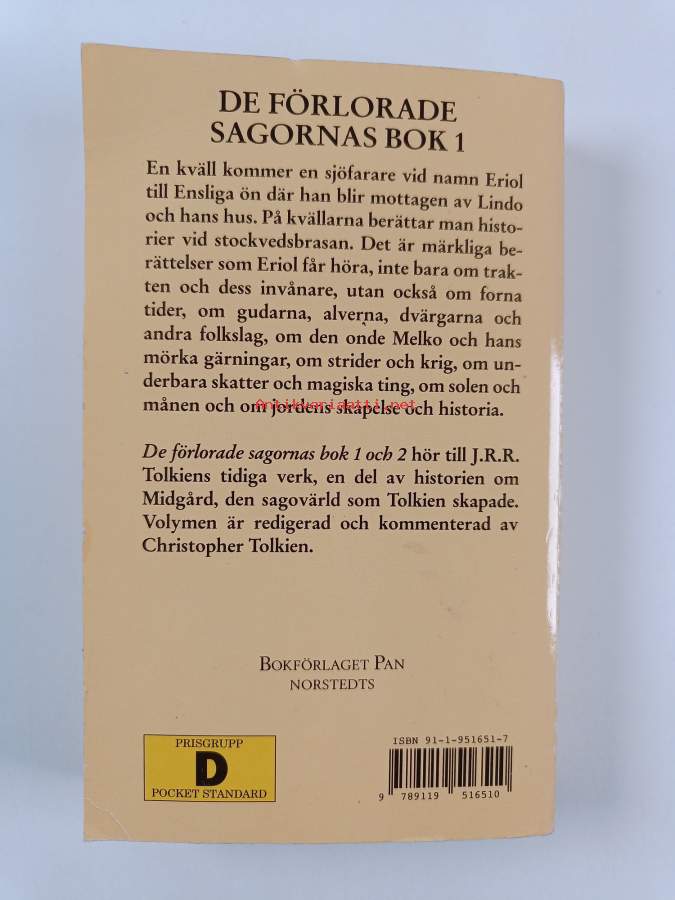 DE FÖRLORADE
SAGORNAS BOK 1
En kväll kommer en sjöfarare vid namn Eriol
till Ensliga ön där han blir mottagen av Lindo
och hans hus. På kvällarna berättar man histo-
rier vid stockvedsbrasan. Det är märkliga be-
rättelser som Eriol får höra, inte bara om trak-
ten och dess invånare, utan också om forna
tider, om gudarna, alverna, dvärgarna och
andra folkslag, om den onde Melko och hans
mörka gärningar, om strider och krig, om un-
derbara skatter och magiska ting, om solen och
månen och om jordens skapelse och historia.
Antikvariaatti.net
De förlorade sagornas bok 1 och 2 hör till J.R.R.
Tolkiens tidiga verk, en del av historien om
Midgård, den sagovärld som Tolkien skapade.
Volymen är redigerad och kommenterad av
Christopher Tolkien.
BOKFÖRLAGET PAN
NORSTEDTS
PRISGRUPP
D
POCKET STANDARD
ISBN 91-1-951651-7
9 789119 516510